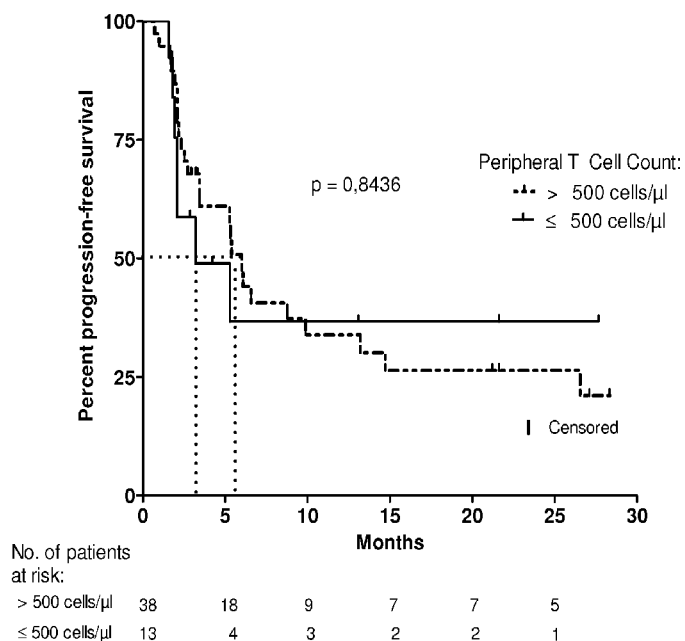 100
75
50
25
0
Percent progression-free survival
p = 0,8436
Peripheral T Cell Count:
> 500 cells/µl
≤ 500 cells/µl
Censored
0 5 10 15 20 25 30
Months
No. of patients
at risk:
> 500 cells/µl 38 18 9 7 7 5
≤ 500 cells/µl 13 4 3 2 2 1